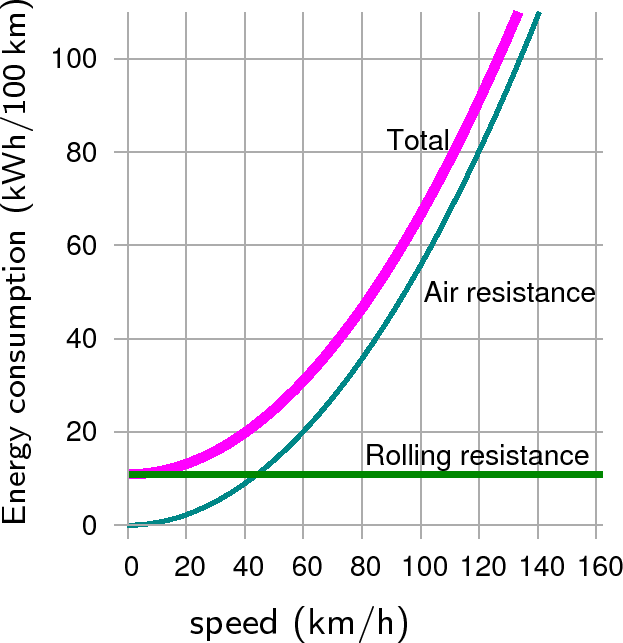 Energy consumption (kWh/100 km)
100
80
60
40
20
0
Total
Air resistance
Rolling resistance
0 20 40 60 80 100 120 140 160
speed (km/h)